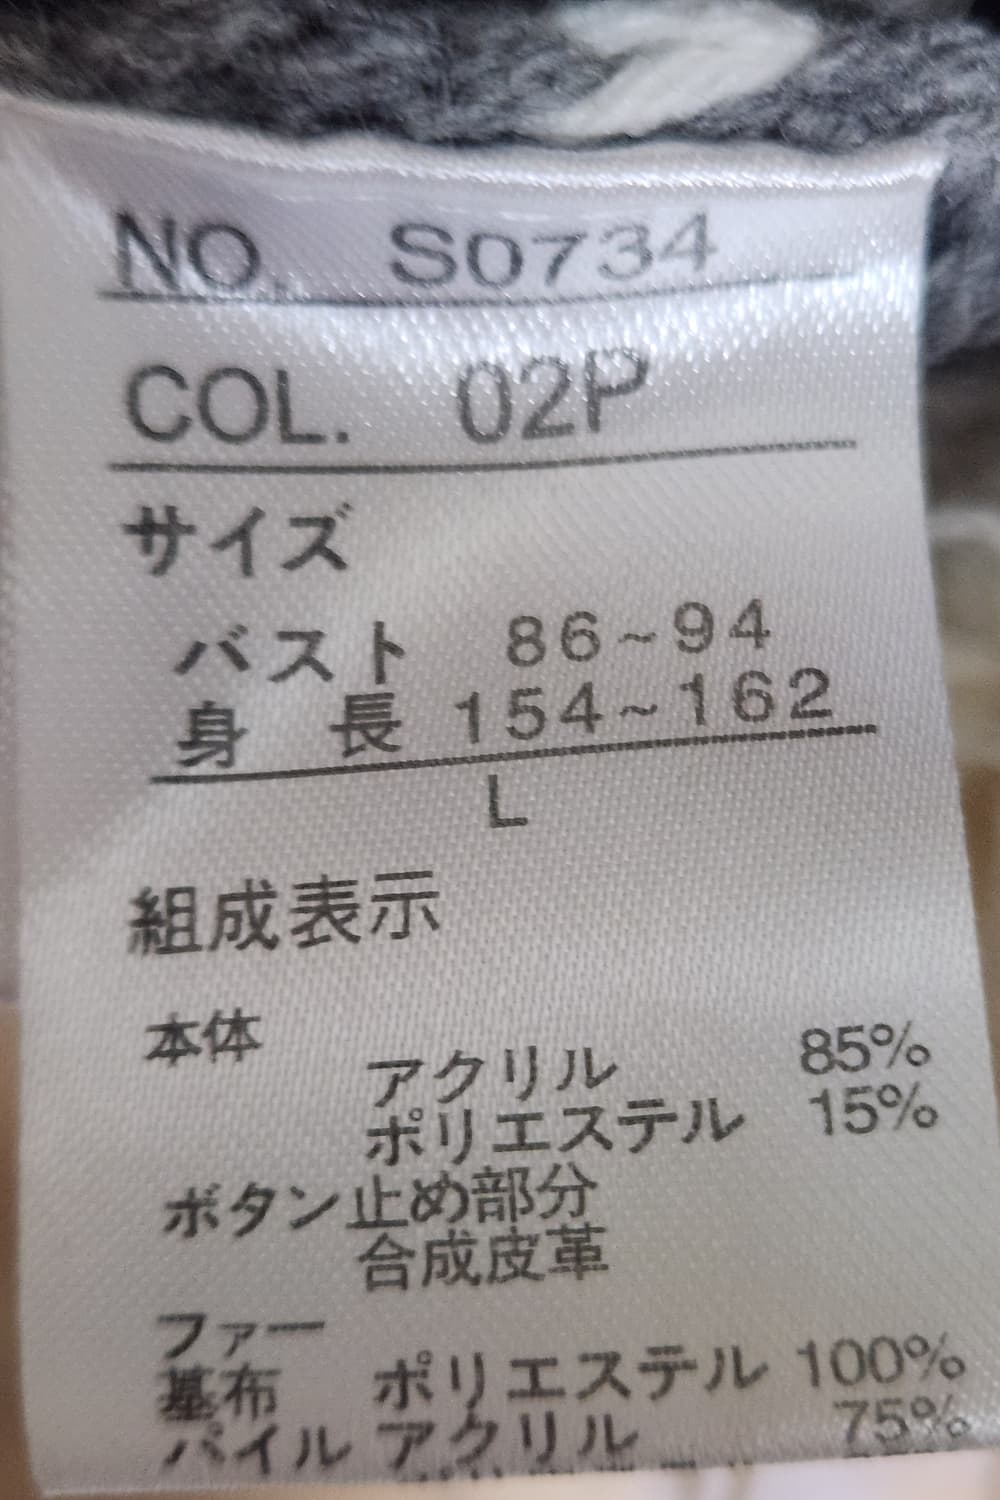 NO. S0734
COL. 02P
サイズ
バスト 86~94
身 長 154~162
L
組成表示
本体
アクリル 85%
ポリエステル 15%
ボタン止め部分
合成皮革
ファー
基布 ポリエステル 100%
パイル アクリル 75%